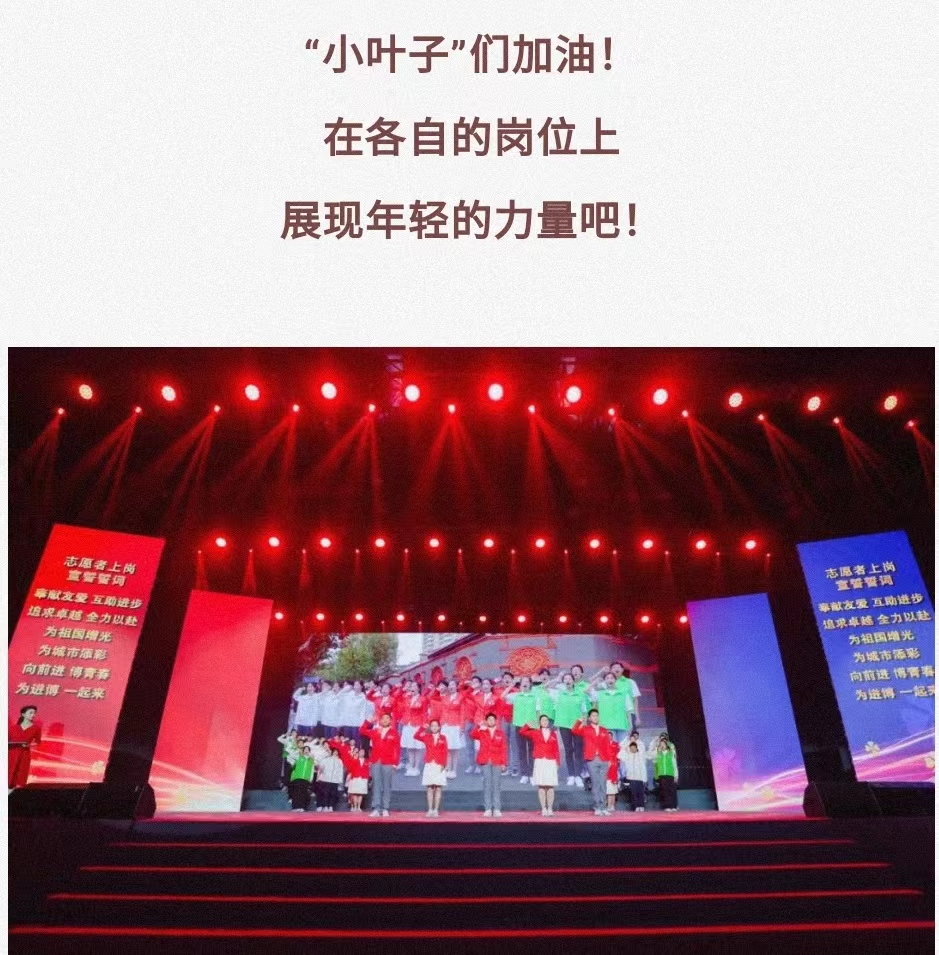 “小叶子”们加油！
在各自的岗位上
展现年轻的力量吧！
志愿者上岗
宣誓誓词
奉献友爱 互助进步
追求卓越 全力以赴
为祖国增光
为城市添彩
向前进 博青春
为进博 一起来
志愿者上岗
宣誓誓词
奉献友爱 互助进步
追求卓越 全力以赴
为祖国增光
为城市添彩
向前进 博青春
为进博 一起来